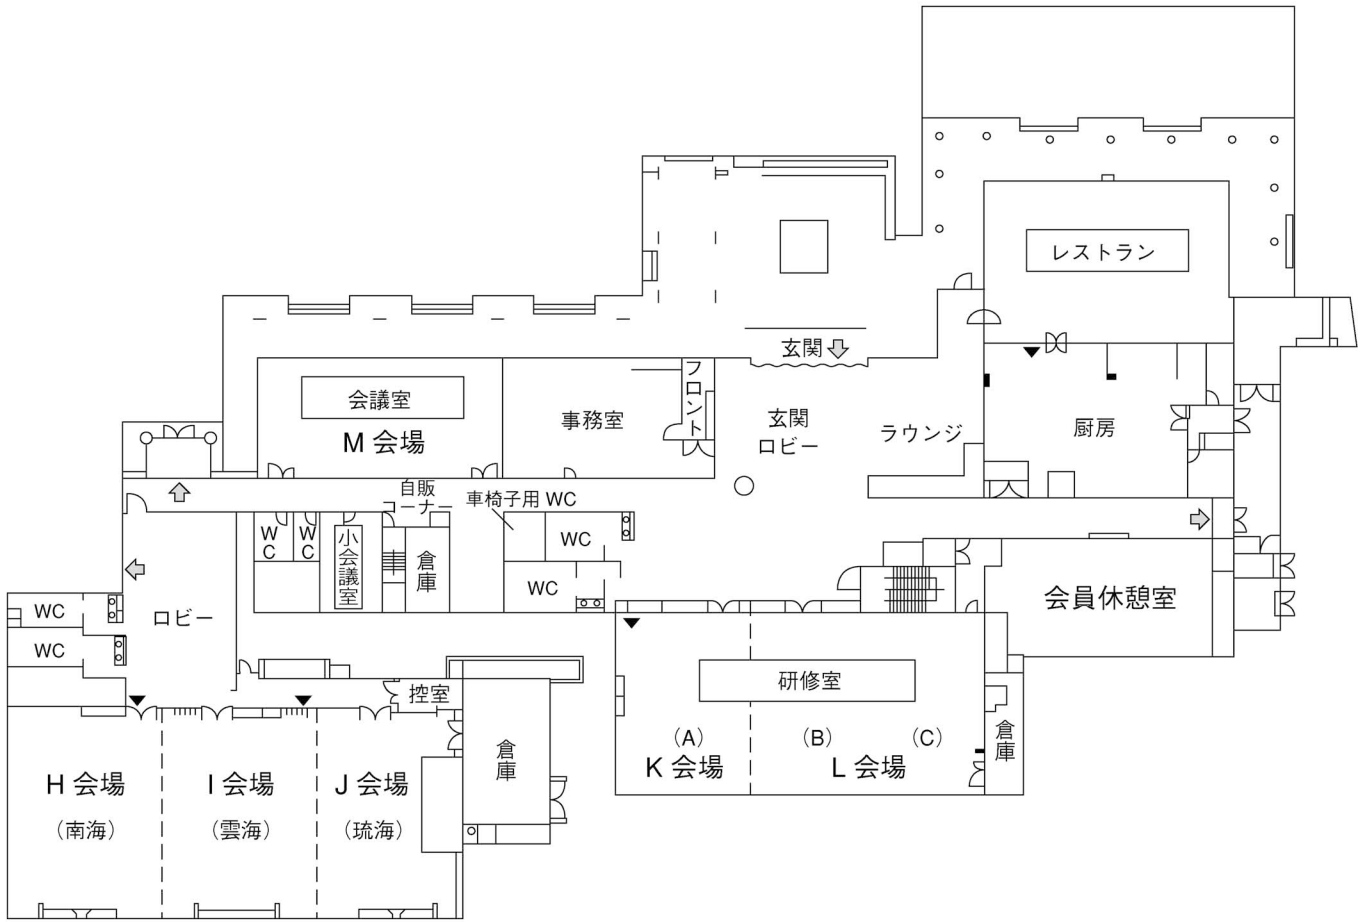 レストラン
玄関
会議室
M 会場
事務室
フロント
玄関
ロビー
ラウンジ
厨房
自販
ーナー
車椅子用 WC
WC
WC
小会議室
倉庫
WC
WC
会員休憩室
WC
WC
ロビー
控室
研修室
(A)
(B)
(C)
K 会場
L 会場
倉庫
倉庫
H 会場
(南海)
I 会場
(雲海)
J 会場
(琉海)